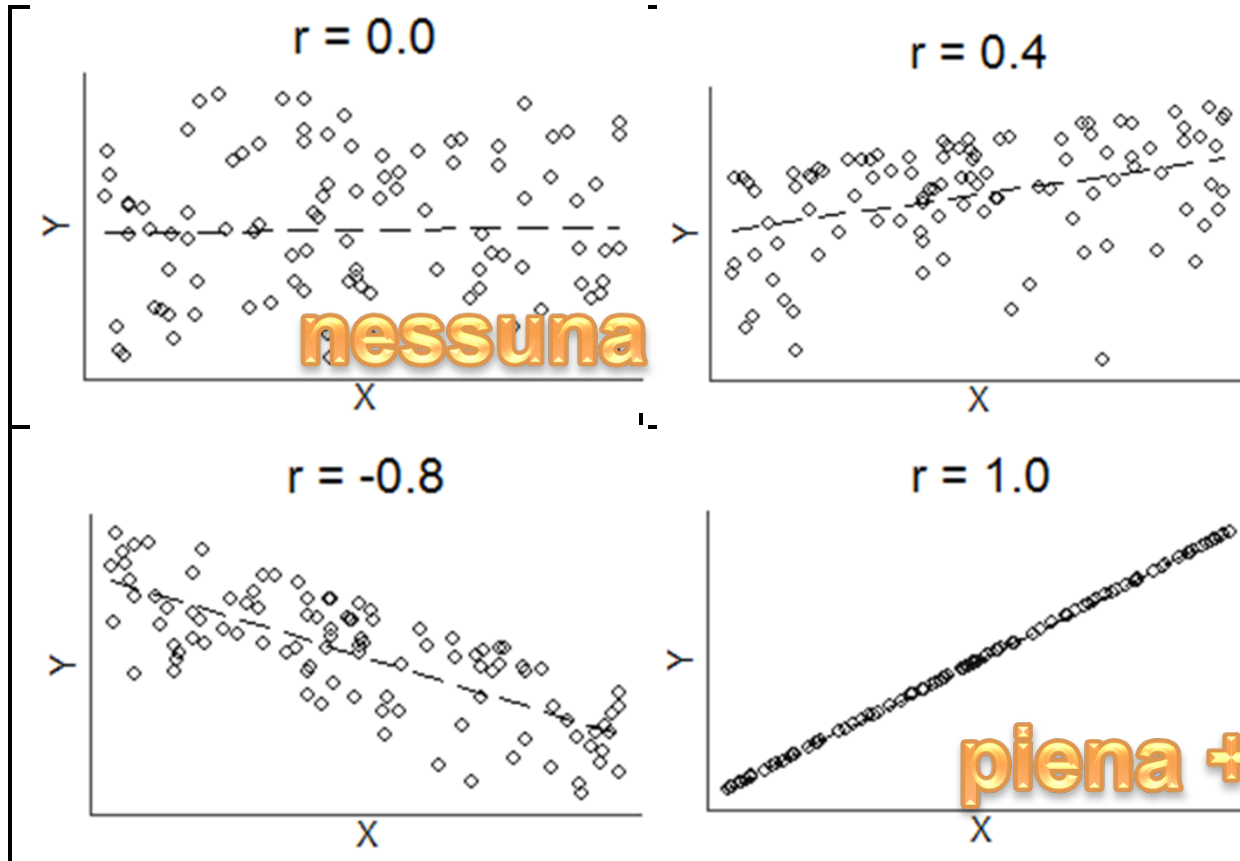 r = 0.0
Y
nessuna
X
r = 0.4
Y
X
r = -0.8
Y
X
r = 1.0
Y
piena +
X